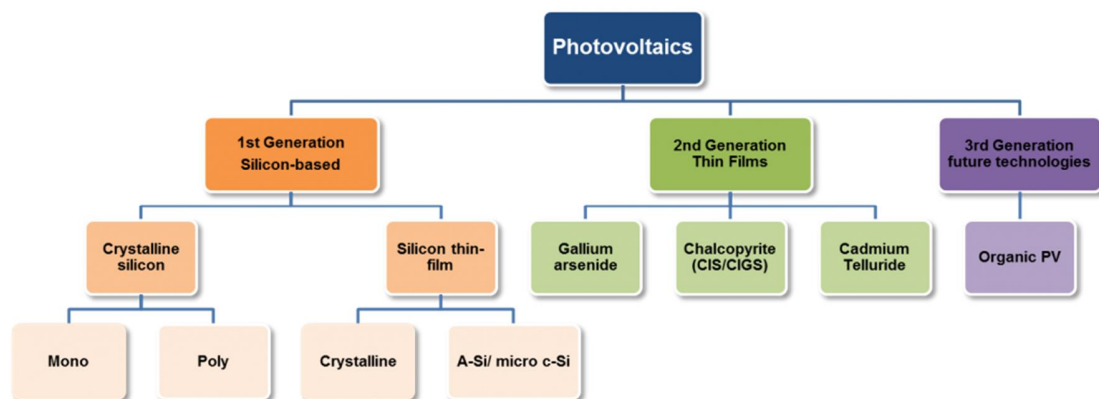 Photovoltaics
1st Generation
Silicon-based
2nd Generation
Thin Films
3rd Generation
future technologies
Crystalline
silicon
Silicon thin-
film
Gallium
arsenide
Chalcopyrite
(CIS/CIGS)
Cadmium
Telluride
Organic PV
Mono
Poly
Crystalline
A-Si/ micro c-Si